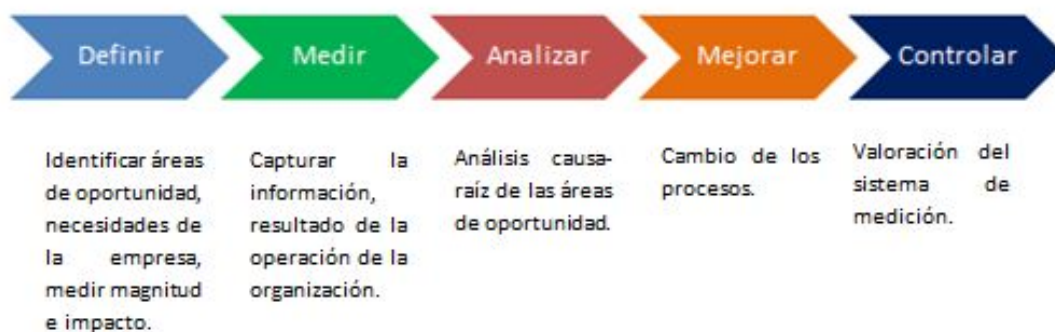 Definir
Medir
Analizar
Mejorar
Controlar
Identificar áreas
de oportunidad,
necesidades de
la empresa,
medir magnitud
e impacto.
Capturar la
información,
resultado de la
operación de la
organización.
Análisis causa-
raíz de las áreas
de oportunidad.
Cambio de los
procesos.
Valoración del
sistema de
medición.